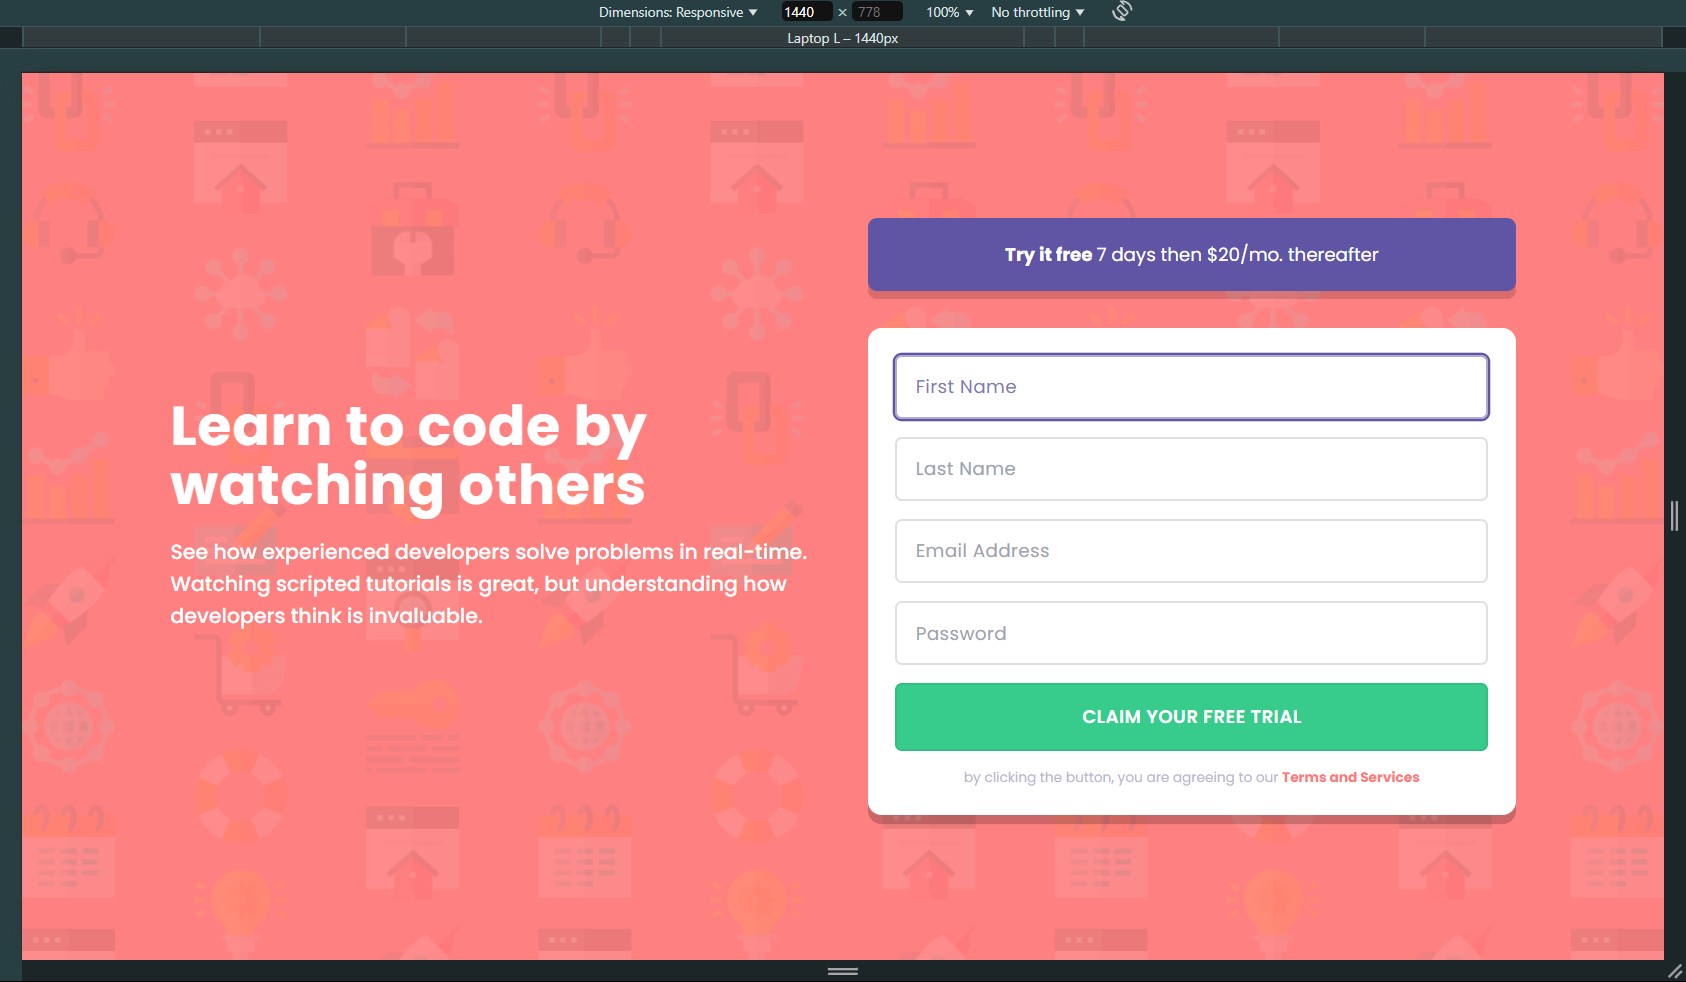 Dimensions: Responsive 1440 × 778 100% No throttling
Laptop L – 1440px
Learn to code by
watching others
See how experienced developers solve problems in real-time.
Watching scripted tutorials is great, but understanding how
developers think is invaluable.
Try it free 7 days then $20/mo. thereafter
First Name
Last Name
Email Address
Password
CLAIM YOUR FREE TRIAL
by clicking the button, you are agreeing to our Terms and Services